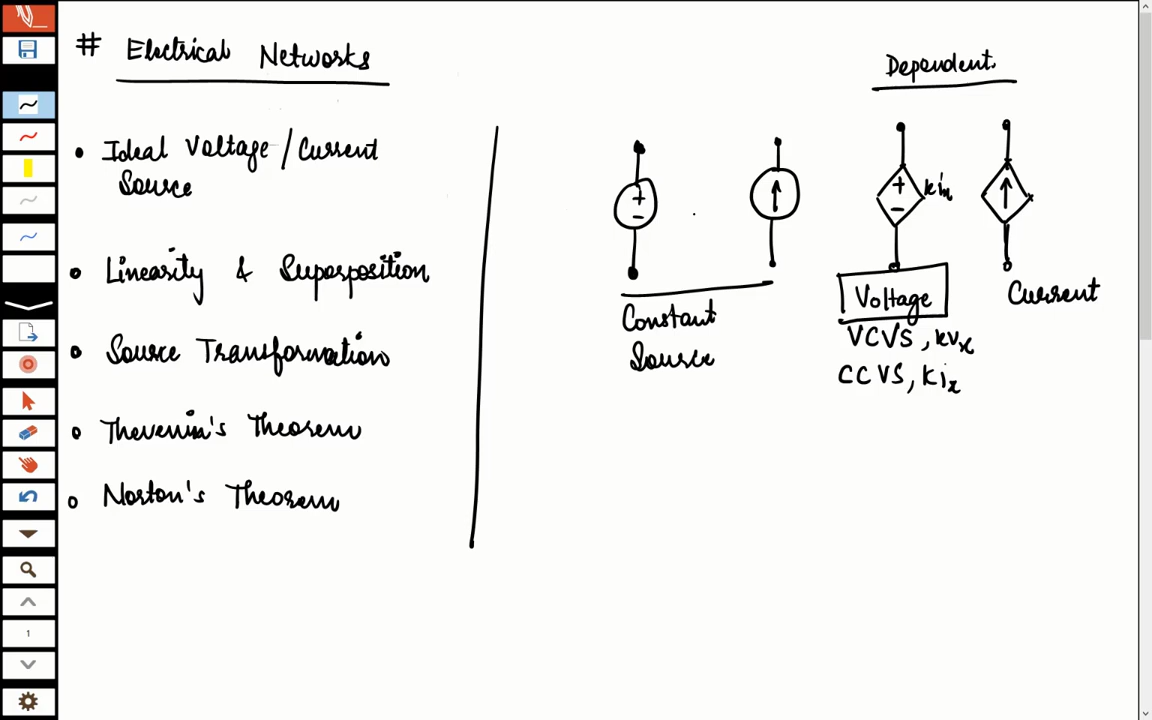 # Electrical Networks
• Ideal Voltage / Current
Source
• Linearity & Superposition
• Source Transformation
• Thevenin's Theorem
• Norton's Theorem
Dependent
+
-
+
-
Constant
Source
Voltage
VCVS, kvx
CCVS, kix
Current
1